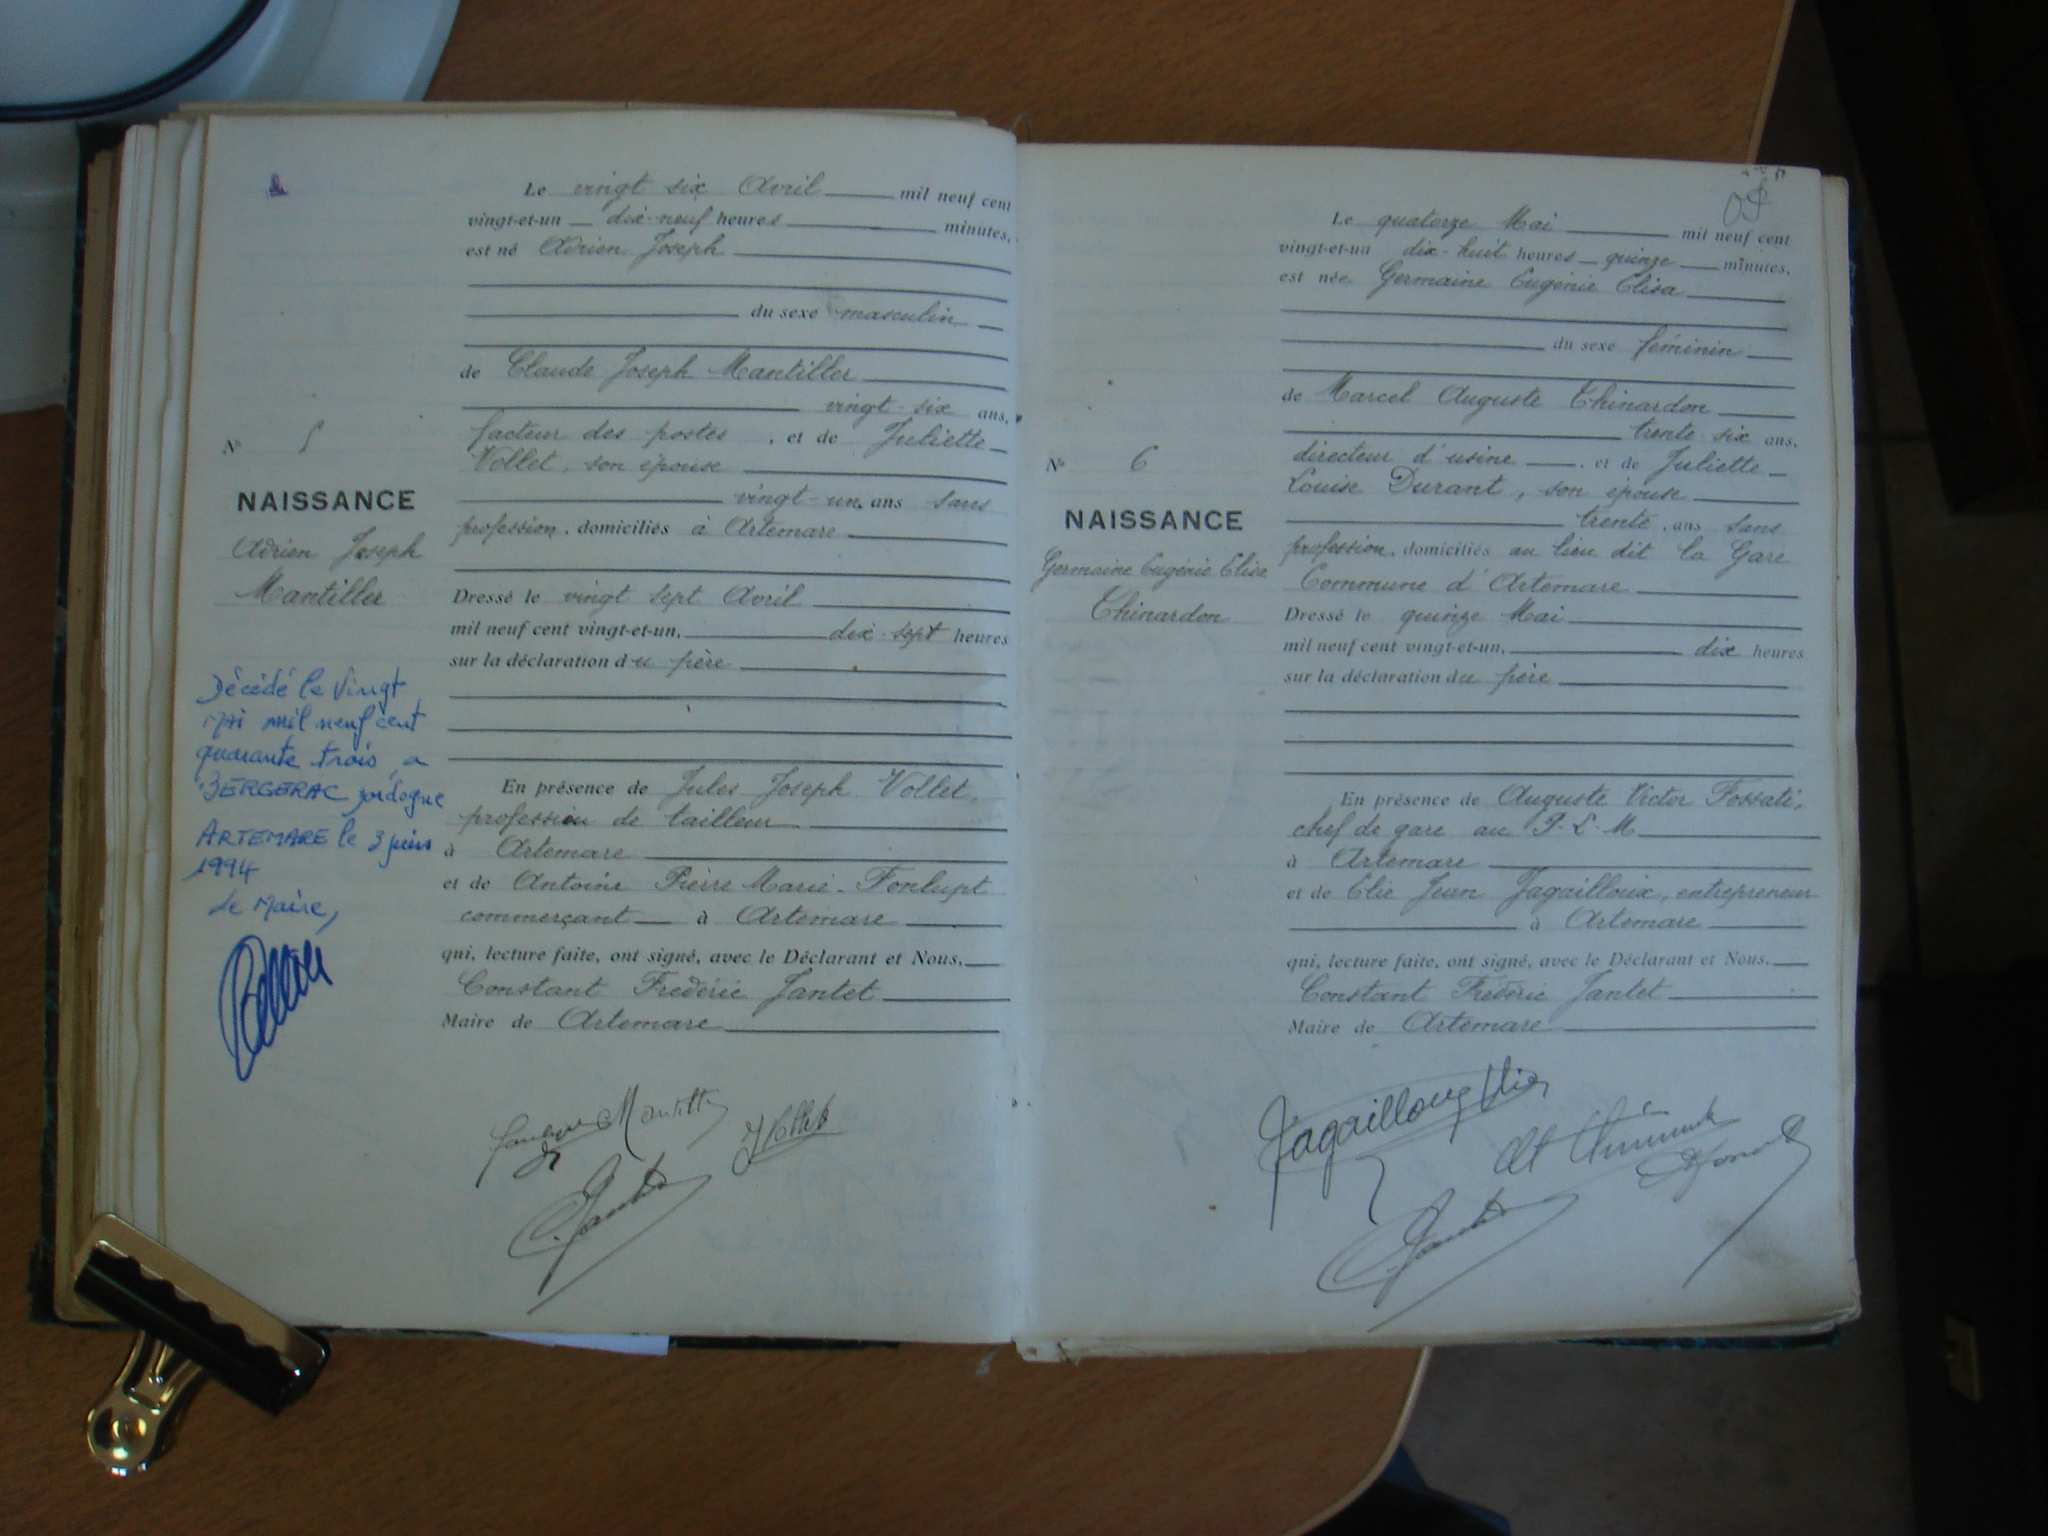 Le vingt six Avril mil neuf cent
vingt-et-un dix-neuf heures minutes,
est né Adrien Joseph
du sexe masculin
de Claude Joseph Mantiller
vingt-six ans,
facteur des postes, et de Juliette
Vollet, son épouse
vingt-un, ans sans
profession, domiciliés à Artemare
Dressé le vingt sept Avril
mil neuf cent vingt-et-un, dix-sept heures
sur la déclaration du père
En présence de Jules Joseph Vollet,
profession de tailleur
à Artemare
et de Antoine Pierre Marie Fonlupt
commerçant à Artemare
qui, lecture faite, ont signé, avec le Déclarant et Nous,
Constant Frédéric Jantet
Maire de Artemare
N° 5
NAISSANCE
Adrien Joseph
Mantiller
Décédé le vingt
mai mil neuf cent
quarante trois, a
BERGERAC Dordogne
ARTEMARE le 3 juin
1994
Le Maire,
Le quatorze Mai mil neuf cent
vingt-et-un dix-huit heures quinze minutes,
est née Germaine Eugénie Elisa
du sexe féminin
de Marcel Auguste Chinardon
trente-six ans,
directeur d'usine, et de Juliette
Louise Durant, son épouse
trente, ans sans
profession, domiciliés au lieu dit la Gare
Commune d'Artemare
Dressé le quinze Mai
mil neuf cent vingt-et-un, dix heures
sur la déclaration du père
En présence de Auguste Victor Fossati,
chef de gare au P-L-M
à Artemare
et de Elie Jean Jagailloux, entrepreneur
à Artemare
qui, lecture faite, ont signé, avec le Déclarant et Nous,
Constant Frédéric Jantet
Maire de Artemare
N° 6
NAISSANCE
Germaine Eugénie Elisa
Chinardon
Jagailloux Elie
C. Jantet